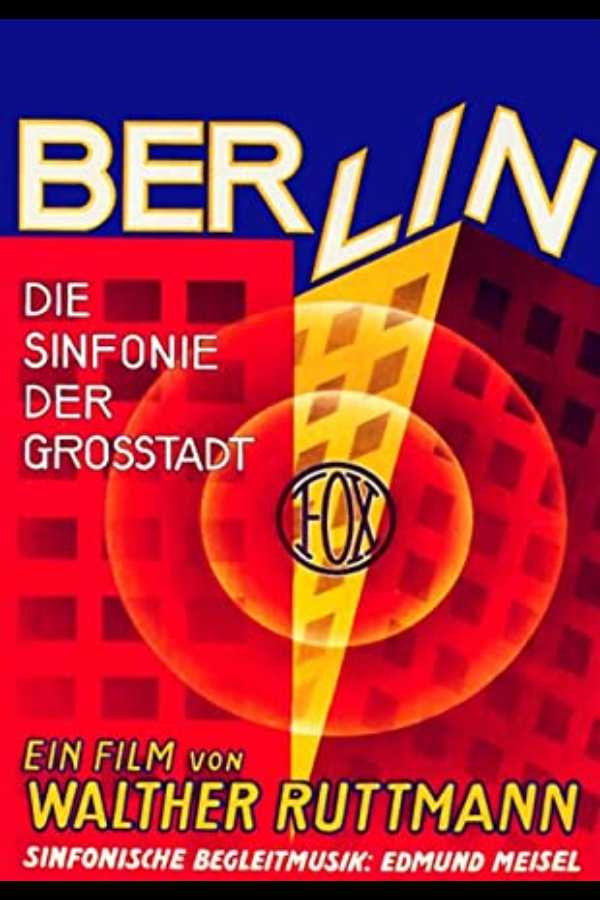 BERLIN
DIE
SINFONIE
DER
GROSSTADT
FOX
EIN FILM VON
WALTHER RUTTMANN
SINFONISCHE BEGLEITMUSIK: EDMUND MEISEL